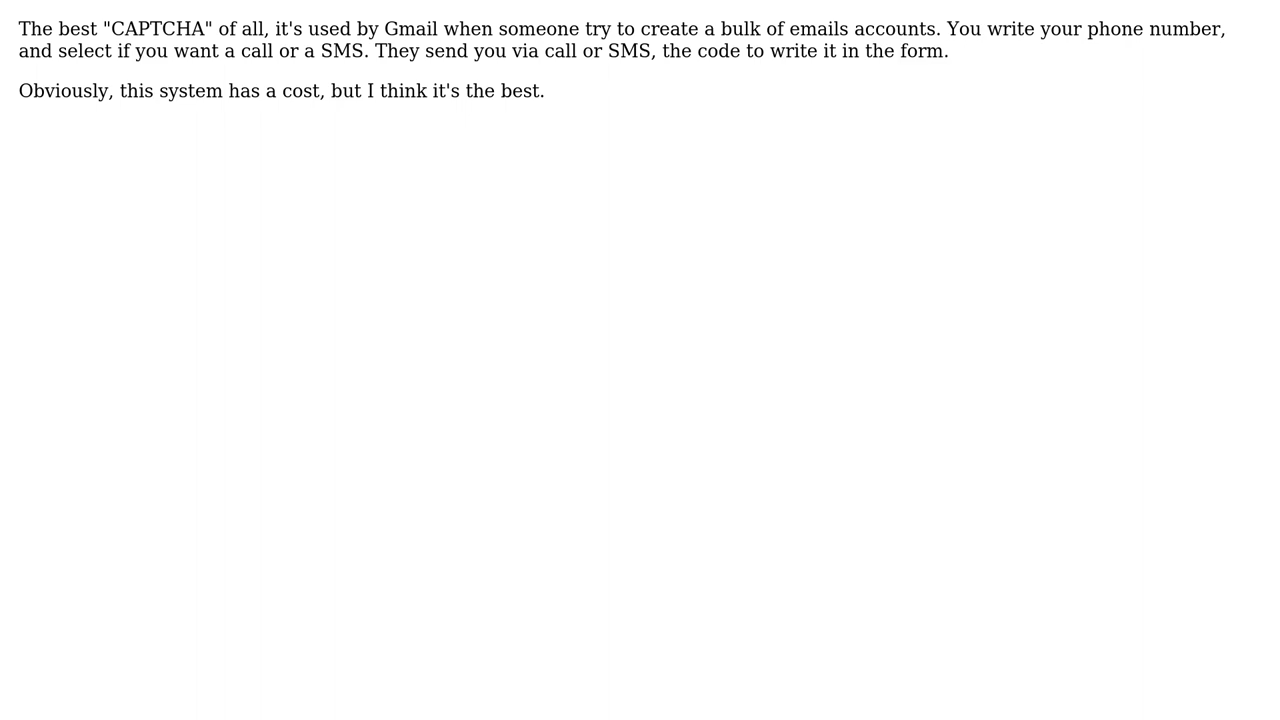 The best "CAPTCHA" of all, it's used by Gmail when someone try to create a bulk of emails accounts. You write your phone number,
and select if you want a call or a SMS. They send you via call or SMS, the code to write it in the form.
Obviously, this system has a cost, but I think it's the best.